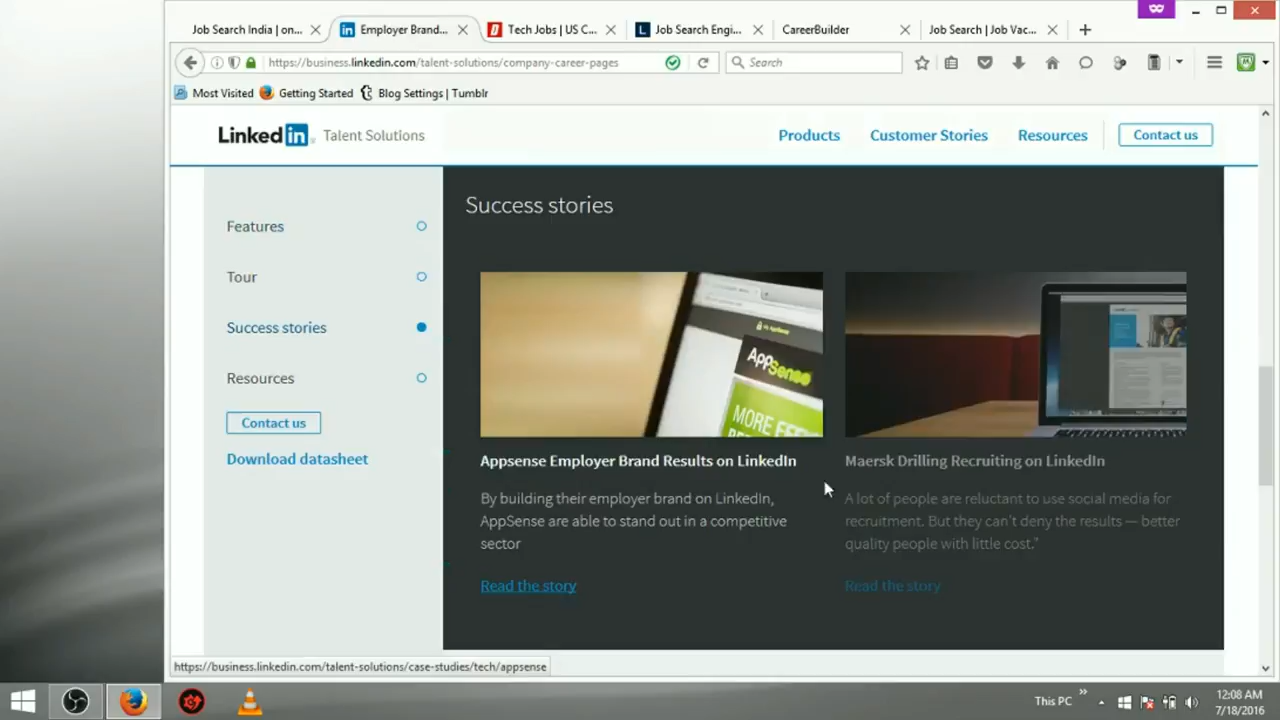 Job Search India | on...
Employer Brand...
Tech Jobs | US C...
Job Search Engi...
CareerBuilder
Job Search | Job Vac...
https://business.linkedin.com/talent-solutions/company-career-pages
Search
Most Visited
Getting Started
Blog Settings | Tumblr
Linked in Talent Solutions
Products
Customer Stories
Resources
Contact us
Features
Tour
Success stories
Resources
Contact us
Download datasheet
Success stories
AppSense
MORE
Appsense Employer Brand Results on LinkedIn
By building their employer brand on LinkedIn,
AppSense are able to stand out in a competitive
sector
Read the story
Maersk Drilling Recruiting on LinkedIn
A lot of people are reluctant to use social media for
recruitment. But they can't deny the results — better
quality people with little cost."
Read the story
https://business.linkedin.com/talent-solutions/case-studies/tech/appsense
This PC
12:08 AM
7/18/2016